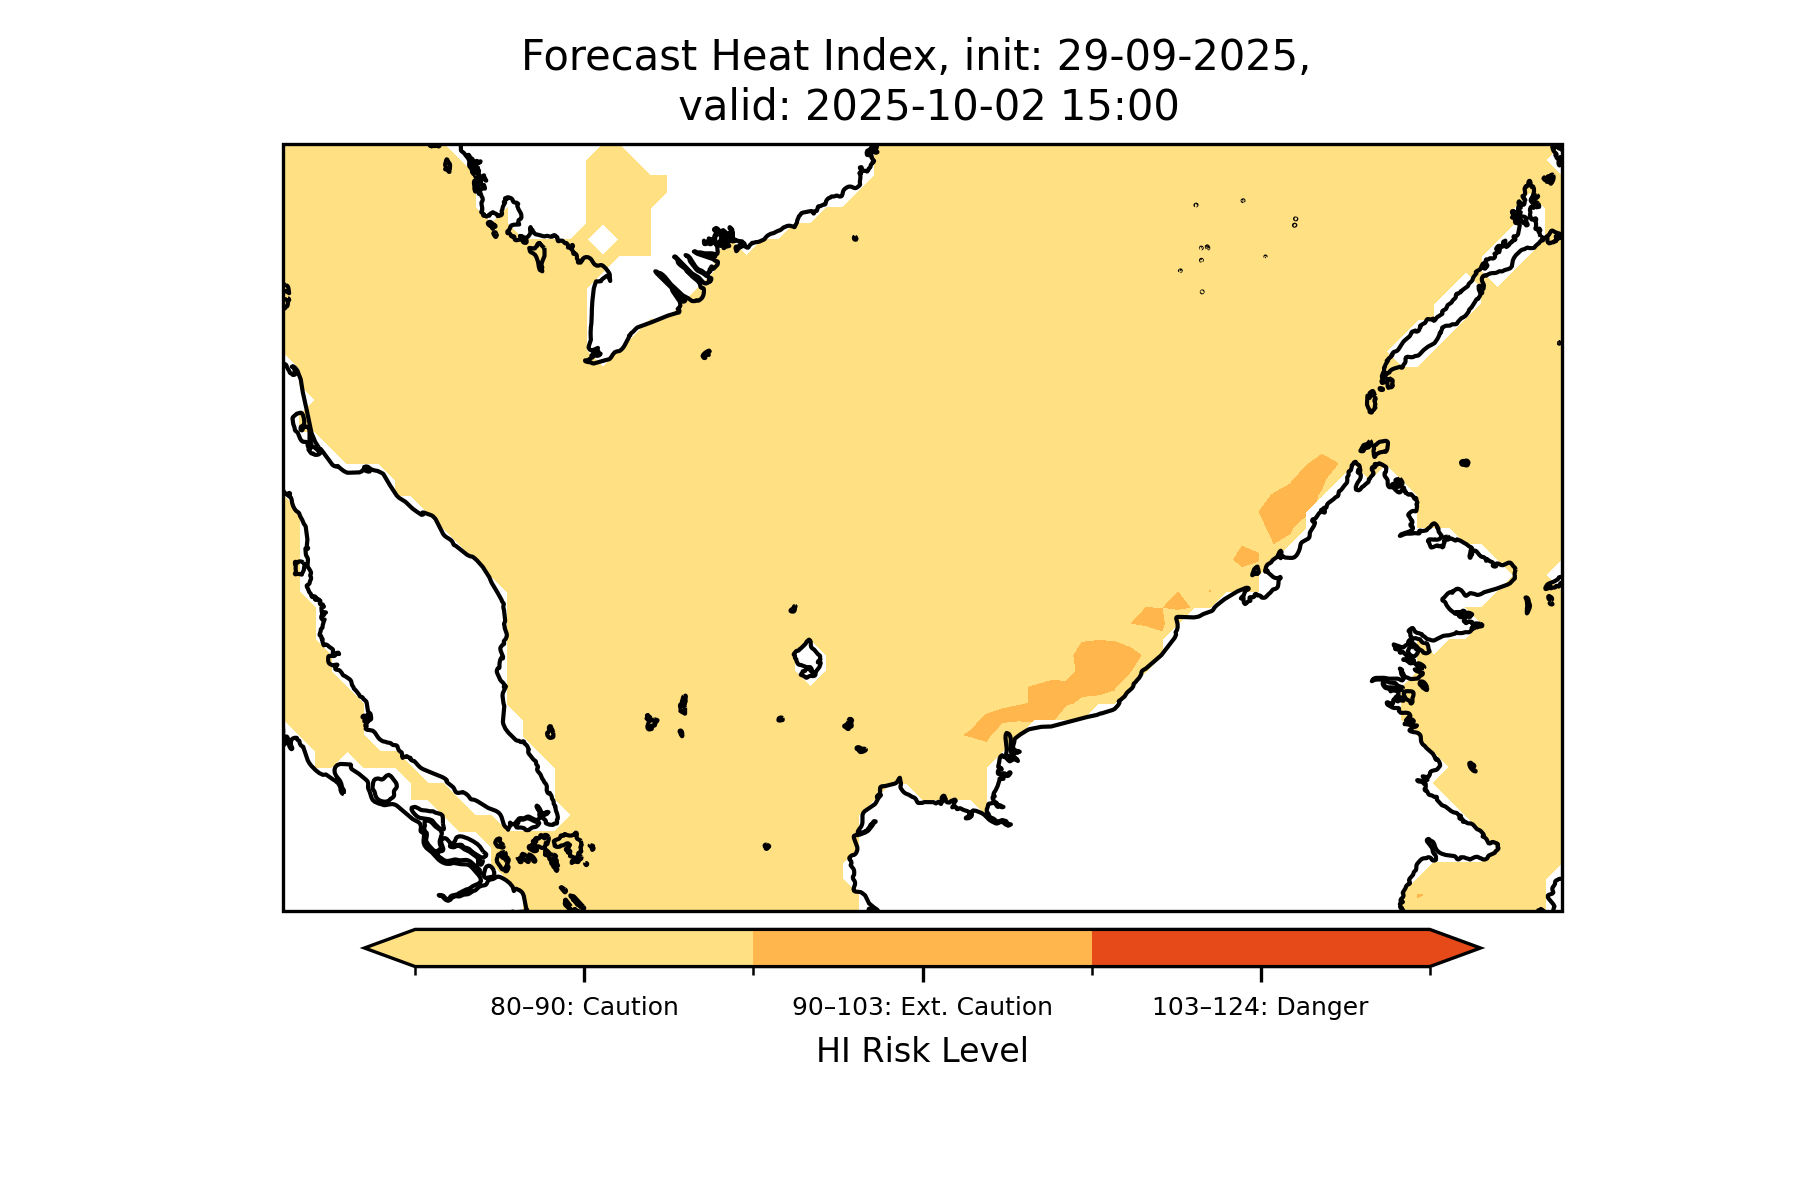 Forecast Heat Index, init: 29-09-2025,
valid: 2025-10-02 15:00
80–90: Caution
90–103: Ext. Caution
103–124: Danger
HI Risk Level